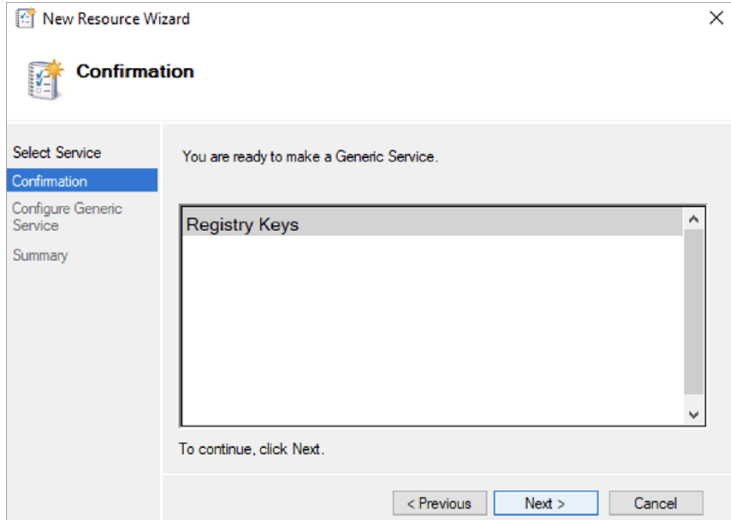 New Resource Wizard
Confirmation
Select Service
Confirmation
Configure Generic
Service
Summary
You are ready to make a Generic Service.
Registry Keys
To continue, click Next.
< Previous
Next >
Cancel